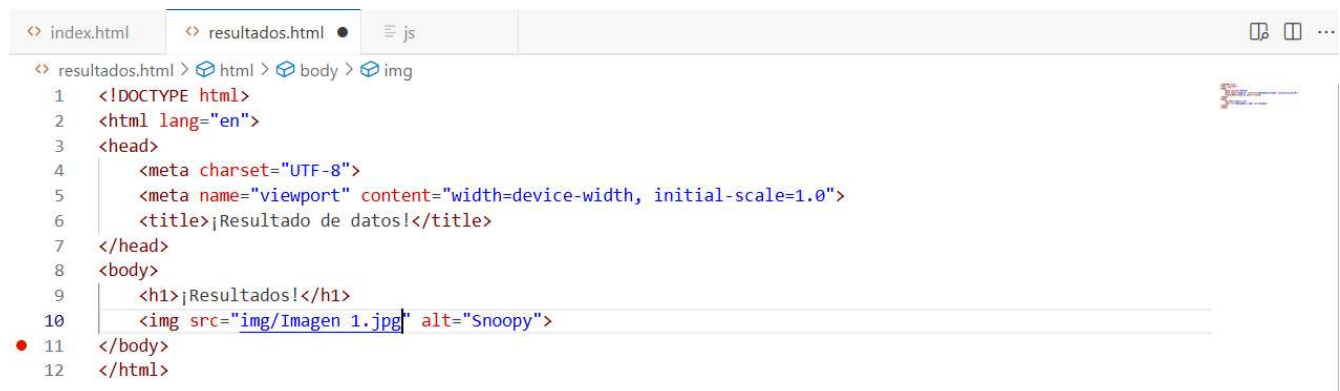 index.html resultados.html js
resultados.html > html > body > img
1 <!DOCTYPE html>
2 <html lang="en">
3 <head>
4 <meta charset="UTF-8">
5 <meta name="viewport" content="width=device-width, initial-scale=1.0">
6 <title>¡Resultado de datos!</title>
7 </head>
8 <body>
9 <h1>¡Resultados!</h1>
10 <img src="img/Imagen 1.jpg" alt="Snoopy">
11 </body>
12 </html>